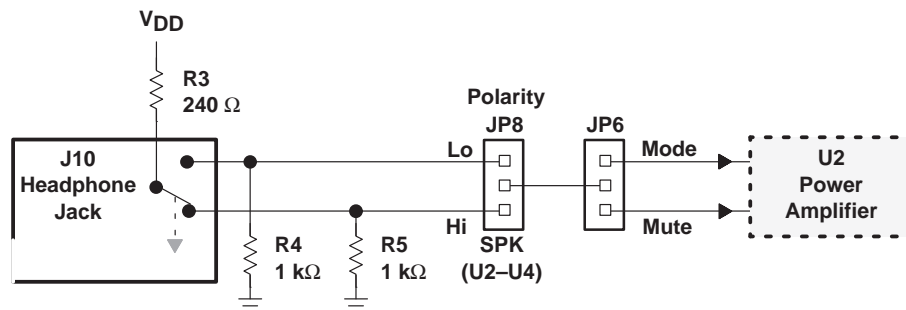 VDD
R3
240 Ω
Polarity
JP8
JP6
J10
Headphone
Jack
Lo
Mode
U2
Power
Amplifier
Hi
Mute
R4
1 kΩ
R5
1 kΩ
SPK
(U2–U4)